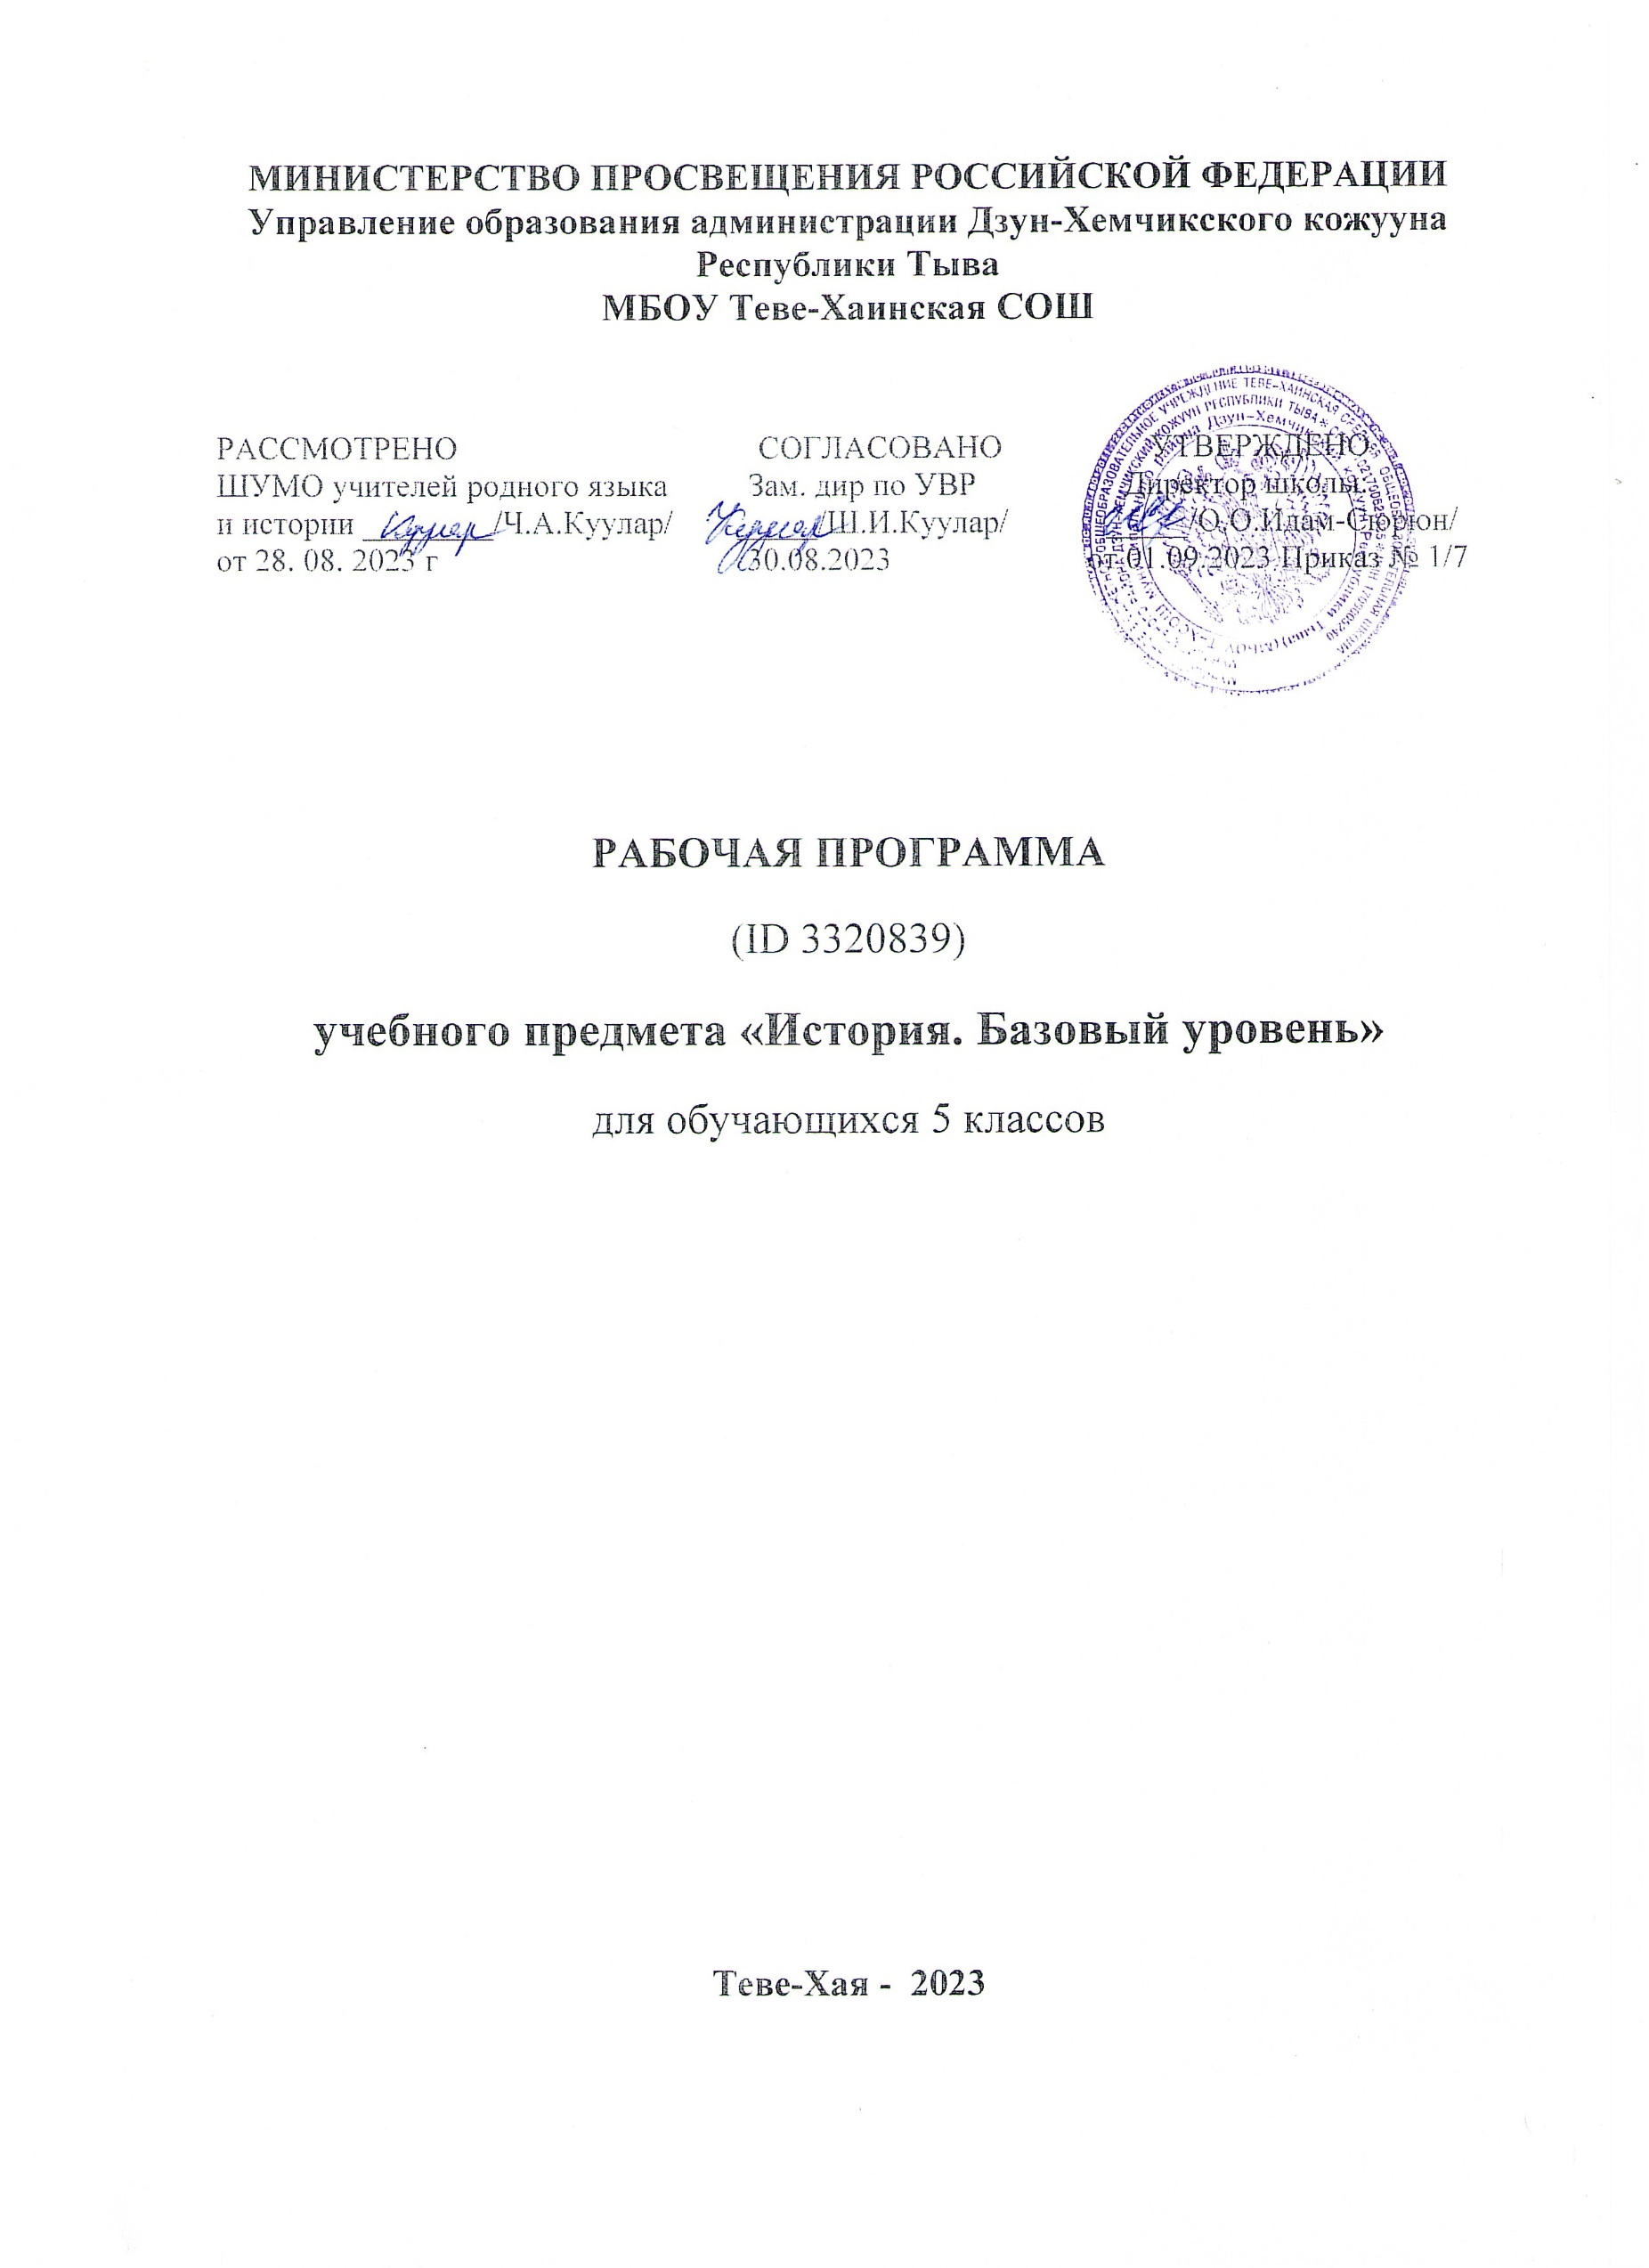 МИНИСТЕРСТВО ПРОСВЕЩЕНИЯ РОССИЙСКОЙ ФЕДЕРАЦИИ
Управление образования администрации Дзун-Хемчикского кожууна
Республики Тыва
МБОУ Теве-Хаинская СОШ
РАССМОТРЕНО
ШУМО учителей родного языка
и истории Куулар /Ч.А.Куулар/
от 28. 08. 2023 г
СОГЛАСОВАНО
Зам. дир по УВР
Куулар /Ш.И.Куулар/
30.08.2023
УТВЕРЖДЕНО
Директор школы:
/О.О.Идам-Сюрюн/
от 01.09.2023 Приказ № 1/7
РАБОЧАЯ ПРОГРАММА
(ID 3320839)
учебного предмета «История. Базовый уровень»
для обучающихся 5 классов
Теве-Хая - 2023